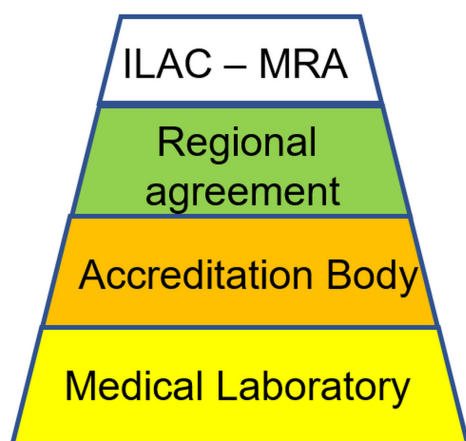 ILAC – MRA
Regional
agreement
Accreditation Body
Medical Laboratory